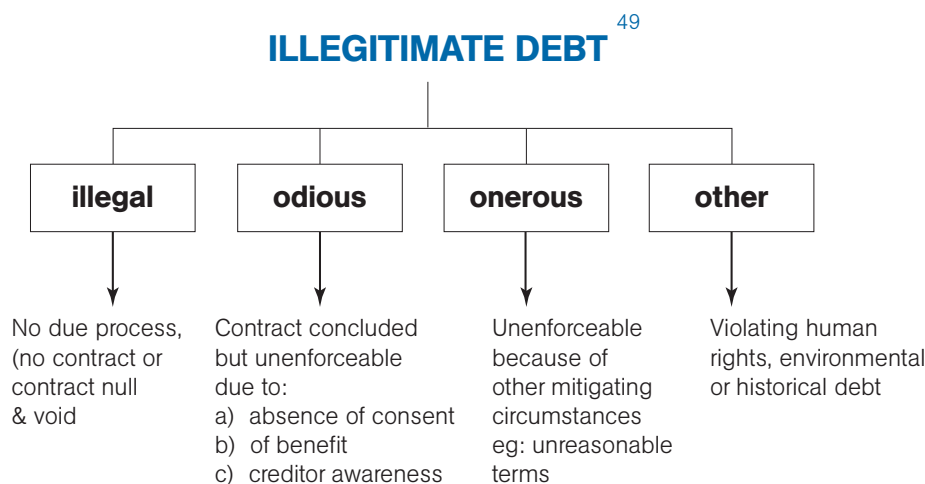 ILLEGITIMATE DEBT 49
illegal
odious
onerous
other
No due process,
(no contract or
contract null
& void
Contract concluded
but unenforceable
due to:
a) absence of consent
b) of benefit
c) creditor awareness
Unenforceable
because of
other mitigating
circumstances
eg: unreasonable
terms
Violating human
rights, environmental
or historical debt